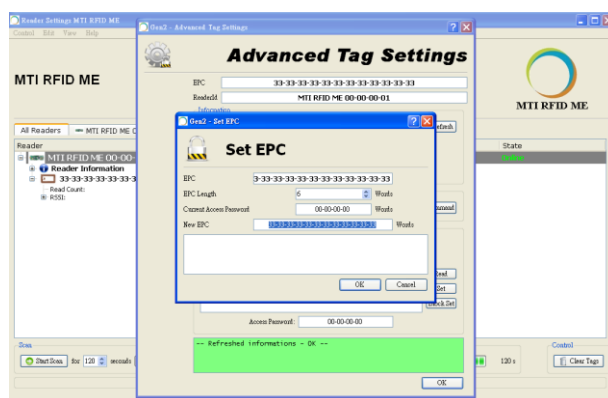 Reader Settings MTI RFID ME
Control Edit View Help
MTI RFID ME
All Readers MTI RFID ME
Reader
MTI RFID ME 00-00-
Reader Information
33-33-33-33-33-33-3
Read Count:
RSSI:
Scan
Start Scan for 120 seconds
Gen2 - Advanced Tag Settings
Advanced Tag Settings
EPC 33-33-33-33-33-33-33-33-33-33-33-33
ReaderId MTI RFID ME 00-00-00-01
Information
Gen2 - Set EPC
Set EPC
EPC 3-33-33-33-33-33-33-33-33-33-33-33
EPC Length 6 Words
Current Access Password 00-00-00-00 Words
New EPC Words
OK Cancel
Read
Set
Access Password: 00-00-00-00
-- Refreshed informations - OK --
OK
MTI RFID ME
State
Online
120 s
Control
Clear Tags